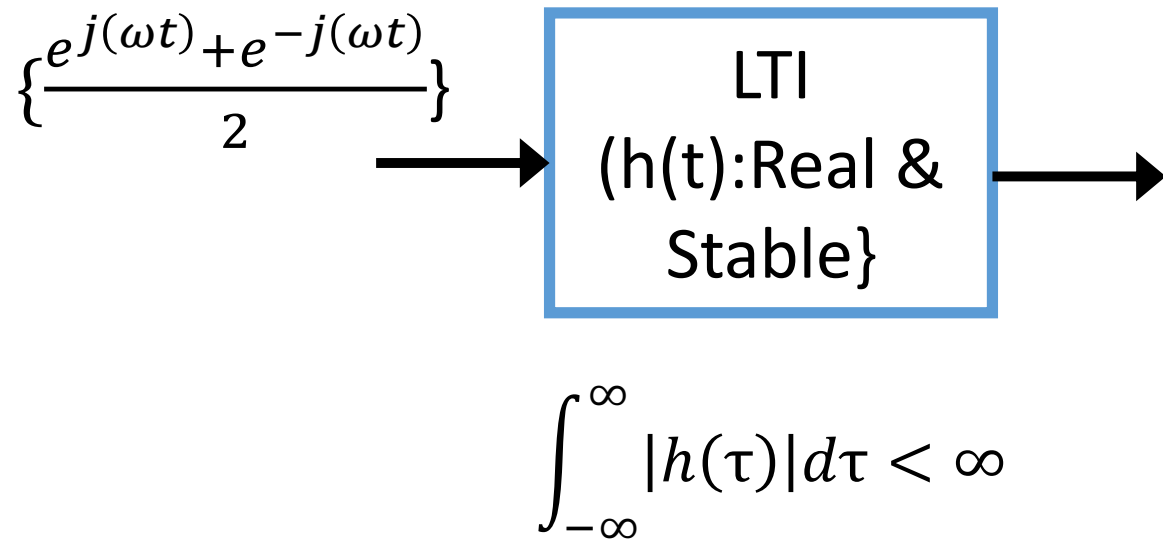 {(e^{j(ωt)}+e^{-j(ωt)})/2}
LTI
(h(t):Real &
Stable}
∫_{-∞}^{∞}|h(τ)|dτ < ∞